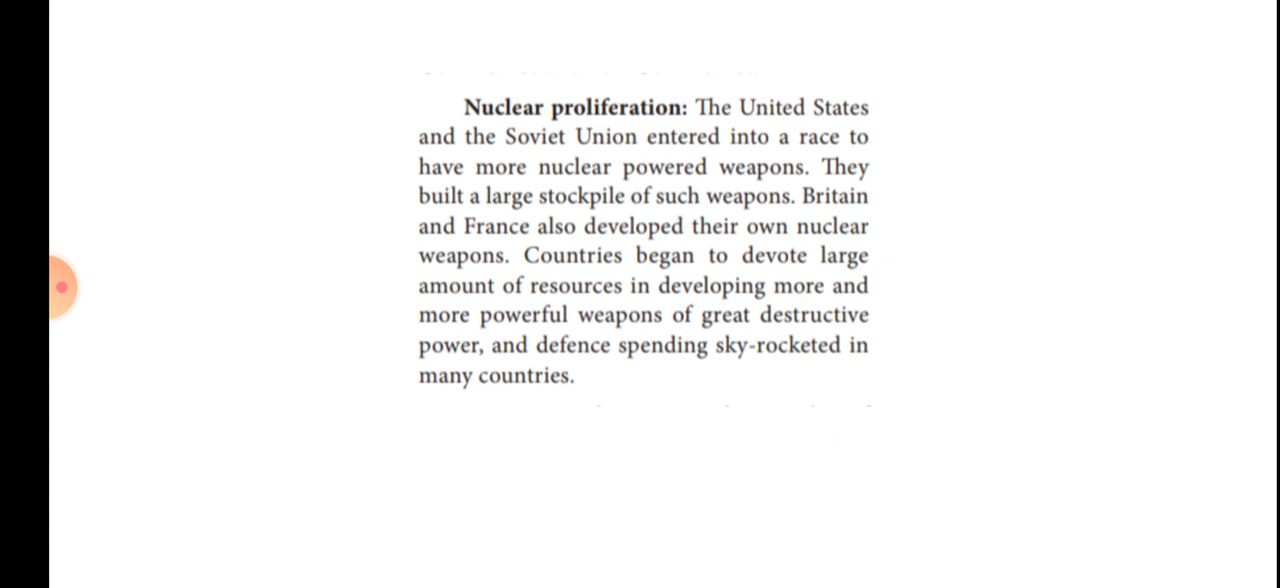 Nuclear proliferation: The United States
and the Soviet Union entered into a race to
have more nuclear powered weapons. They
built a large stockpile of such weapons. Britain
and France also developed their own nuclear
weapons. Countries began to devote large
amount of resources in developing more and
more powerful weapons of great destructive
power, and defence spending sky-rocketed in
many countries.